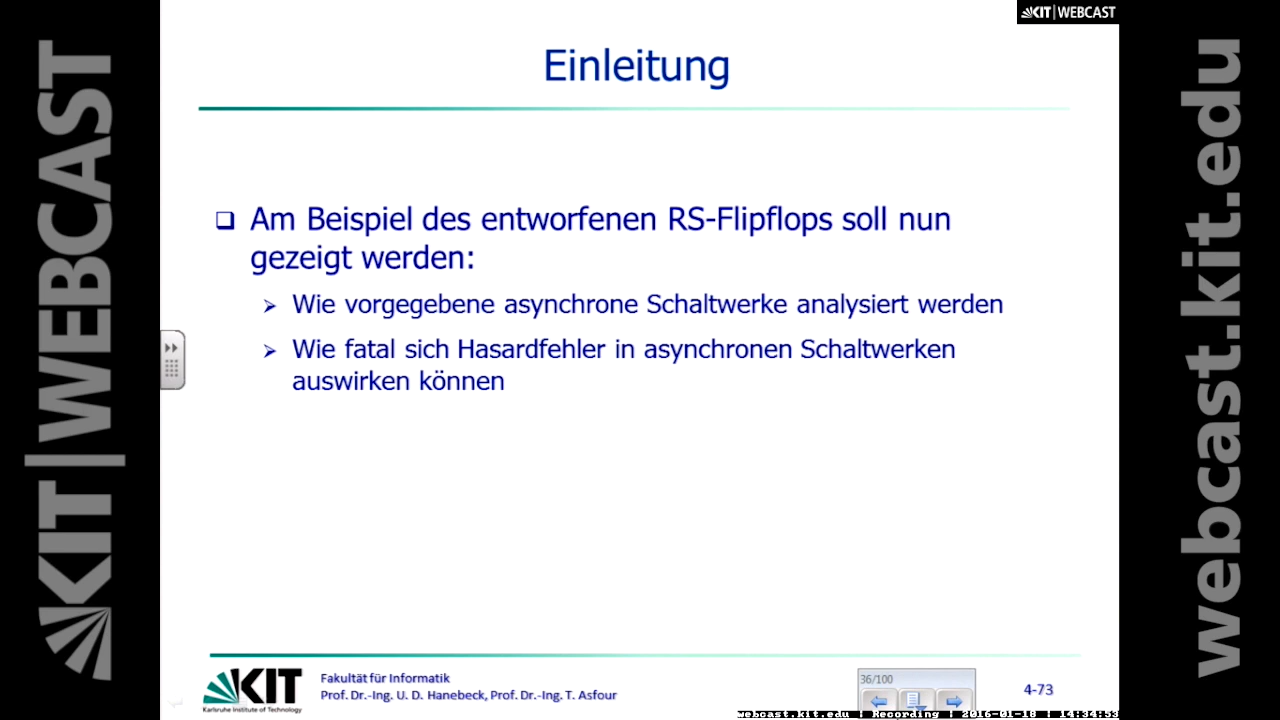 KIT|WEBCAST
Einleitung
Am Beispiel des entworfenen RS-Flipflops soll nun
gezeigt werden:
Wie vorgegebene asynchrone Schaltwerke analysiert werden
Wie fatal sich Hasardfehler in asynchronen Schaltwerken
auswirken können
KIT
Karlsruhe Institute of Technology
Fakultät für Informatik
Prof. Dr.-Ing. U. D. Hanebeck, Prof. Dr.-Ing. T. Asfour
36/100
4-73
webcast.kit.edu | Recording | 2016-01-18 | 14:34:53
KIT|WEBCAST
webcast.kit.edu